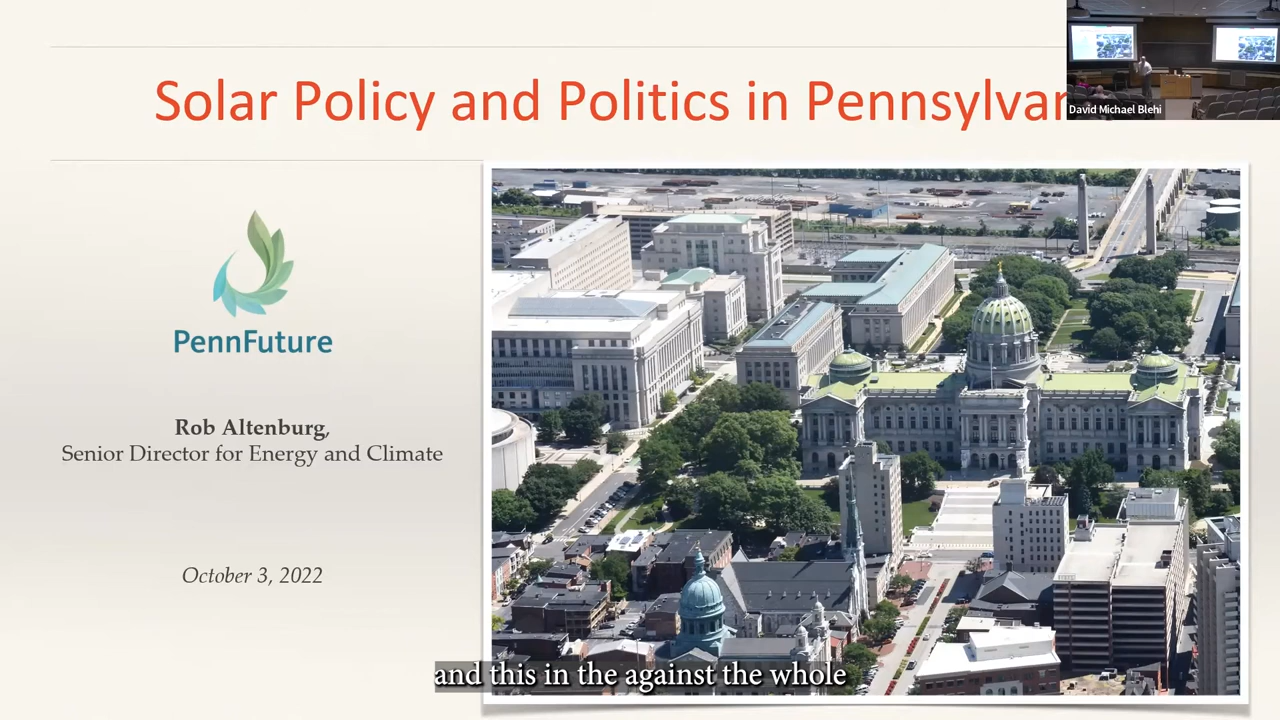 Solar Policy and Politics in Pennsylvan
David Michael Blehi
PennFuture
Rob Altenburg,
Senior Director for Energy and Climate
October 3, 2022
and this in the against the whole